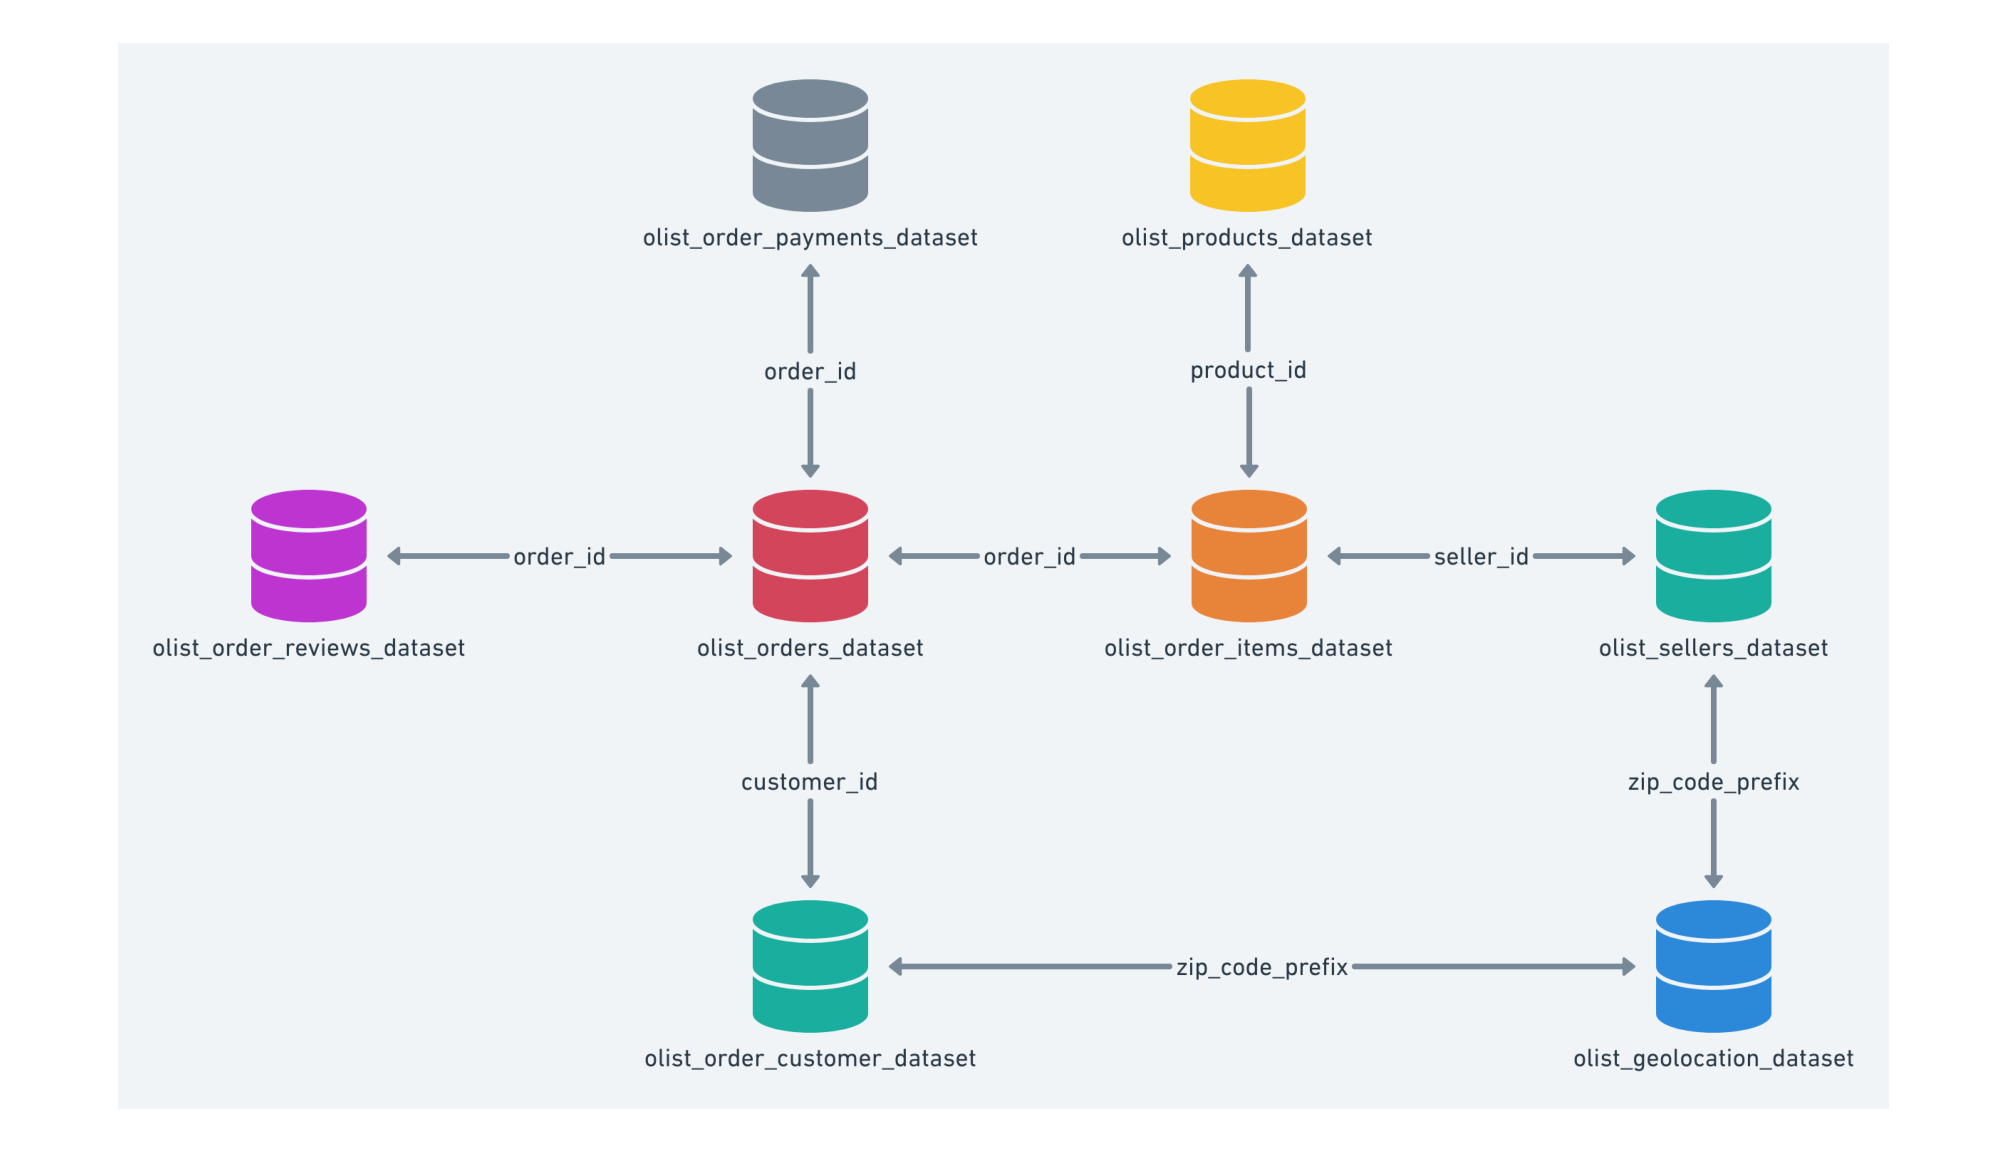 olist_order_payments_dataset
olist_products_dataset
order_id
product_id
order_id
order_id
seller_id
olist_order_reviews_dataset
olist_orders_dataset
olist_order_items_dataset
olist_sellers_dataset
customer_id
zip_code_prefix
zip_code_prefix
olist_order_customer_dataset
olist_geolocation_dataset